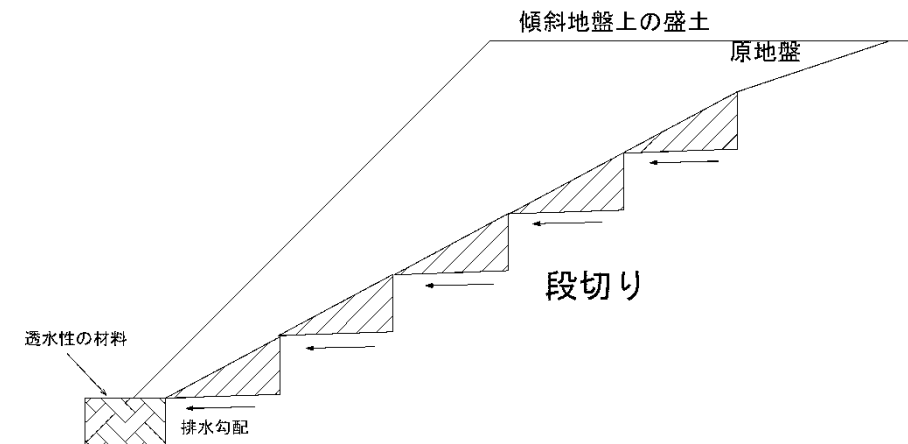 傾斜地盤上の盛土
原地盤
段切り
透水性の材料
排水勾配